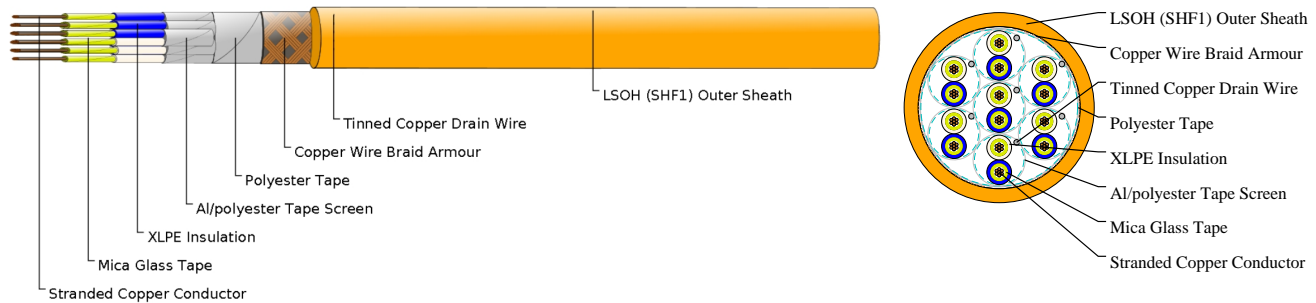 LSOH (SHF1) Outer Sheath
Tinned Copper Drain Wire
Copper Wire Braid Armour
Polyester Tape
Al/polyester Tape Screen
XLPE Insulation
Mica Glass Tape
Stranded Copper Conductor
LSOH (SHF1) Outer Sheath
Copper Wire Braid Armour
Tinned Copper Drain Wire
Polyester Tape
XLPE Insulation
Al/polyester Tape Screen
Mica Glass Tape
Stranded Copper Conductor